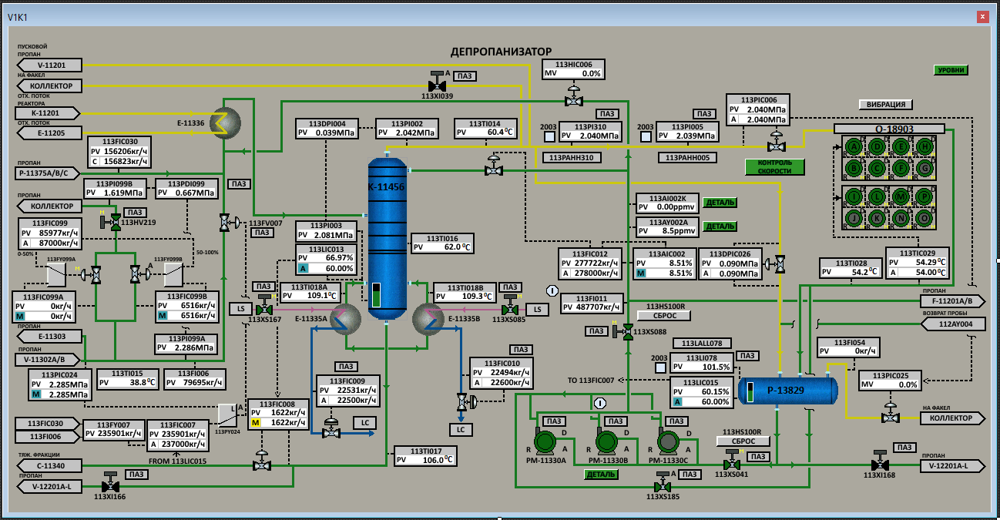 V1K1
x
ДЕПРОПАНИЗАТОР
ПУСКОВОЙ
ПРОПАН
V-11201
НА ФАКЕЛ
КОЛЛЕКТОР
ОТХ. ПОТОК
РЕАКТОРА
K-11201
ОТХ. ПОТОК
E-11205
E-11336
113FIC030
PV 156206кг/ч
C 156823кг/ч
ПРОПАН
P-11375A/B/C
113PI099B
PV 1.619МПа
113PDI099
PV 0.667МПа
ПАЗ
ПРОПАН
КОЛЛЕКТОР
M
ПАЗ
113HV219
113FIC099
PV 85977кг/ч
A 87000кг/ч
0-50%
113FY099A
M
A
113FY099B
50-100%
113FIC099A
PV 0кг/ч
M 0кг/ч
113FIC099B
PV 6516кг/ч
M 6516кг/ч
ПРОПАН
E-11303
113PI099A
PV 2.286МПа
ПРОПАН
V-11302A/B
113PIC024
PV 2.285МПа
M 2.285МПа
113TI015
PV 38.8°C
113FI006
PV 79695кг/ч
113FIC030
113FI006
113FY007
PV 235901кг/ч
113FIC007
PV 235901кг/ч
A 237000кг/ч
FROM 113LIC015
L
A
113PY024
ТЯЖ. ФРАКЦИИ
C-11340
ПРОПАН
V-12201A-L
ПАЗ
113XI166
113FV007
ПАЗ
A
ПАЗ
113XI039
113HIC006
MV 0.0%
113DPI004
PV 0.039МПа
113PI002
PV 2.042МПа
113TI014
PV 60.4°C
2003
ПАЗ
113PI310
PV 2.040МПа
113PAHH310
2003
ПАЗ
113PI005
PV 2.039МПа
113PAHH005
113PIC006
PV 2.040МПа
A 2.040МПа
КОНТРОЛЬ
СКОРОСТИ
ВИБРАЦИЯ
УРОВНИ
O-18903
A D E H
B C F G
I L M P
J K N O
K-11456
113PI003
PV 2.081МПа
113LIC013
PV 66.97%
A 60.00%
113TI016
PV 62.0°C
113TI018A
PV 109.1°C
113TI018B
PV 109.3°C
LS
ПАЗ
113XS167
E-11335A
E-11335B
ПАЗ
M
113XS085
LS
113AI002K
PV 0.00ppmv
ДЕТАЛЬ
113AY002A
PV 8.5ppmv
ДЕТАЛЬ
113FIC012
PV 277722кг/ч
A 278000кг/ч
113AIC002
PV 8.51%
M 8.51%
113DPIC026
PV 0.090МПа
A 0.090МПа
113TI028
PV 54.2°C
113TIC029
PV 54.29°C
A 54.00°C
I
113FI011
PV 487707кг/ч
113HS100R
СБРОС
ПАЗ
M
113XS088
ПРОПАН
F-11201A/B
ВОЗВРАТ ПРОБЫ
112AY004
113LALL078
2003
113LI078
PV 101.5%
ПАЗ
ТО 113FIC007
113LIC015
PV 60.15%
A 60.00%
113FI054
PV 0кг/ч
113PIC025
MV 0.0%
P-13829
НА ФАКЕЛ
КОЛЛЕКТОР
ПАЗ
113FIC009
PV 22531кг/ч
A 22500кг/ч
LC
ПАЗ
113FIC010
PV 22494кг/ч
A 22600кг/ч
LC
113FIC008
PV 1622кг/ч
M 1622кг/ч
113TI017
PV 106.0°C
I
ПАЗ
ПАЗ
ПАЗ
D
D
D
R
A
R
A
R
A
PM-11330A
PM-11330B
PM-11330C
ДЕТАЛЬ
113HS100R
СБРОС
M
ПАЗ
113XS041
A
ПАЗ
113XS185
ПАЗ
113XI168
ПРОПАН
V-12201A-L